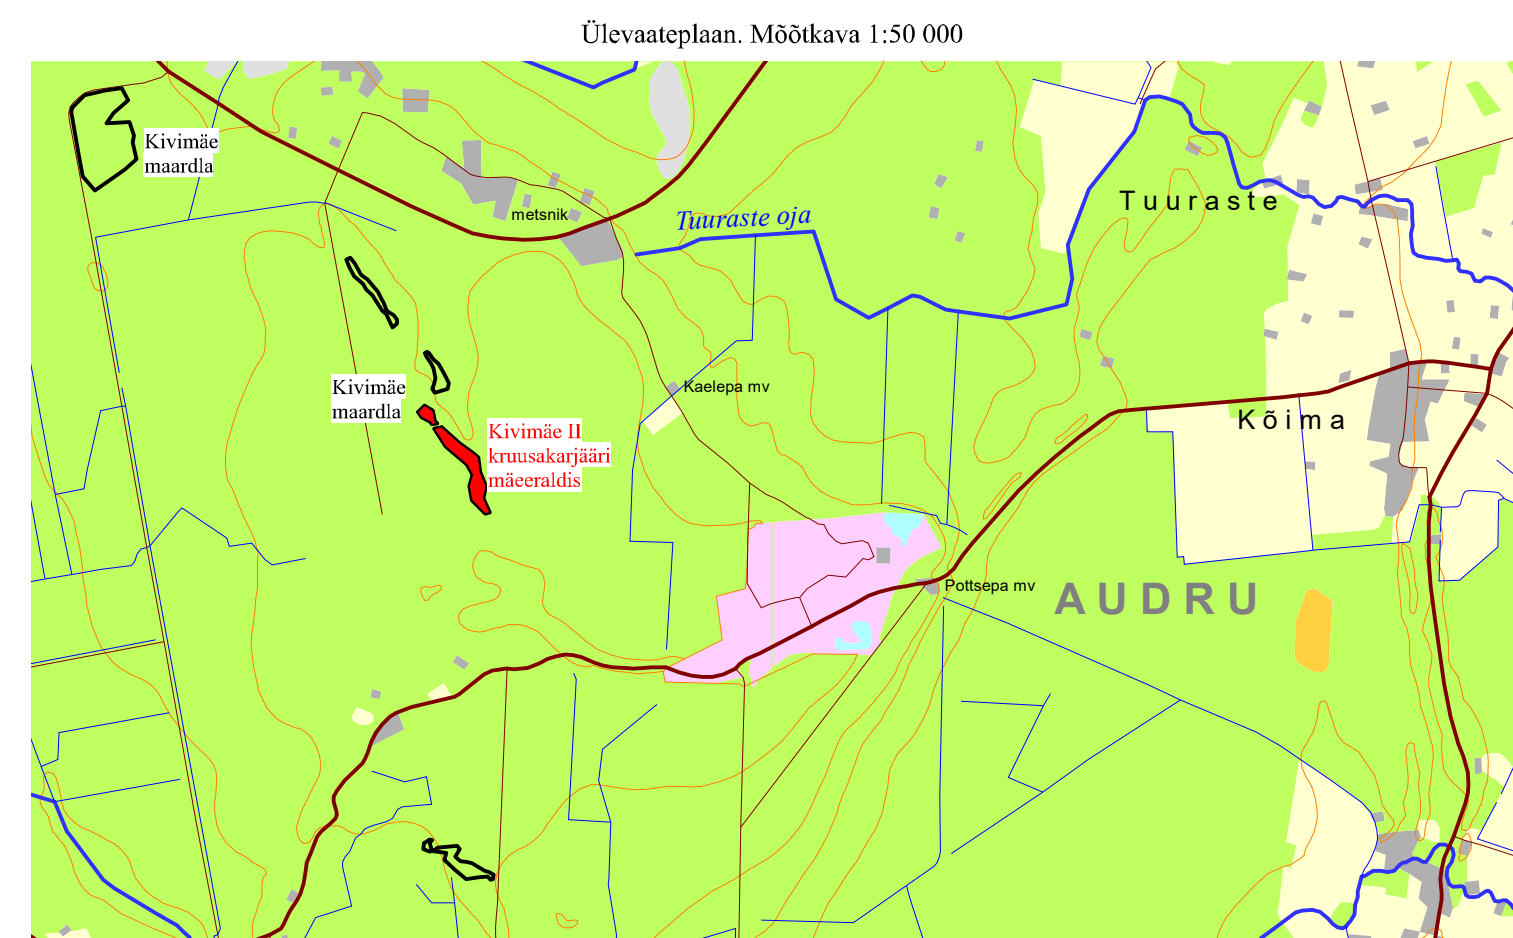 Ülevaateplaan. Mõõtkava 1:50 000
Kivimäe
maardla
metsnik
Tuuraste oja
Tuuraste
Kivimäe
maardla
Kaelepa mv
Kõima
Kivimäe II
kruusakarjääri
mäeeraldis
Pottsepa mv
AUDRU